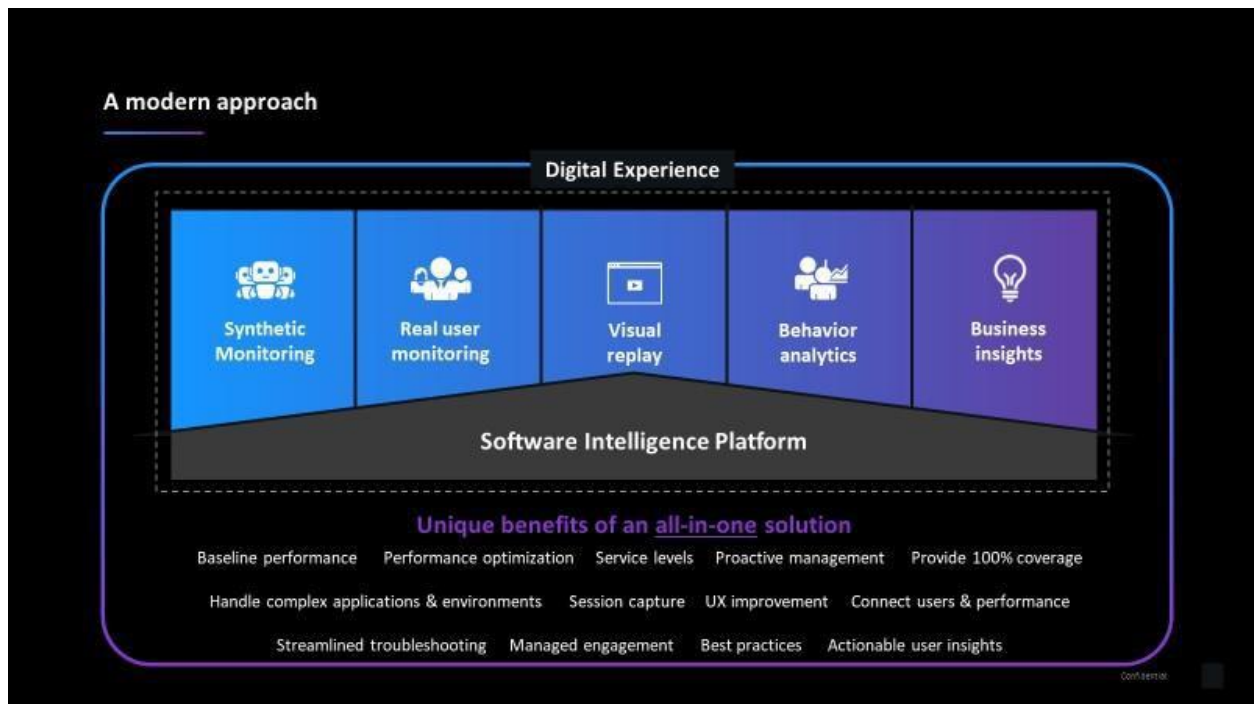 A modern approach
Digital Experience
Synthetic
Monitoring
Real user
monitoring
Visual
replay
Behavior
analytics
Business
insights
Software Intelligence Platform
Unique benefits of an all-in-one solution
Baseline performance Performance optimization Service levels Proactive management Provide 100% coverage
Handle complex applications & environments Session capture UX improvement Connect users & performance
Streamlined troubleshooting Managed engagement Best practices Actionable user insights
Confidential